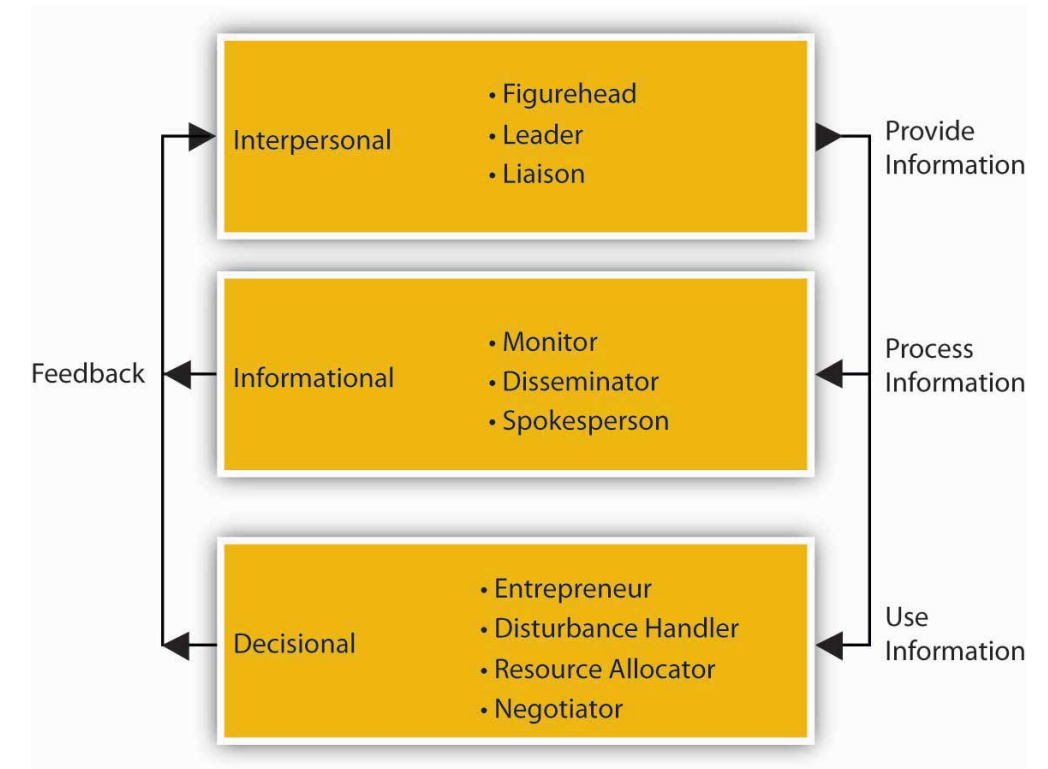 • Figurehead
Interpersonal
• Leader
• Liaison
Provide
Information
• Monitor
Informational
• Disseminator
• Spokesperson
Process
Information
Feedback
• Entrepreneur
• Disturbance Handler
Decisional
• Resource Allocator
• Negotiator
Use
Information